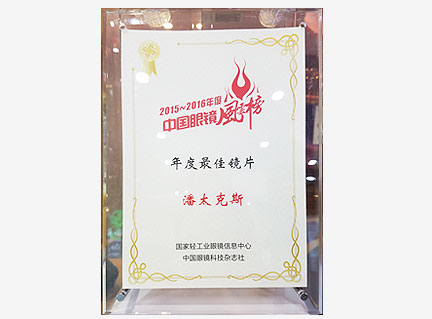 2015~2016年度
中国眼镜风云榜
年度最佳镜片
潘太克斯
国家轻工业眼镜信息中心
中国眼镜科技杂志社